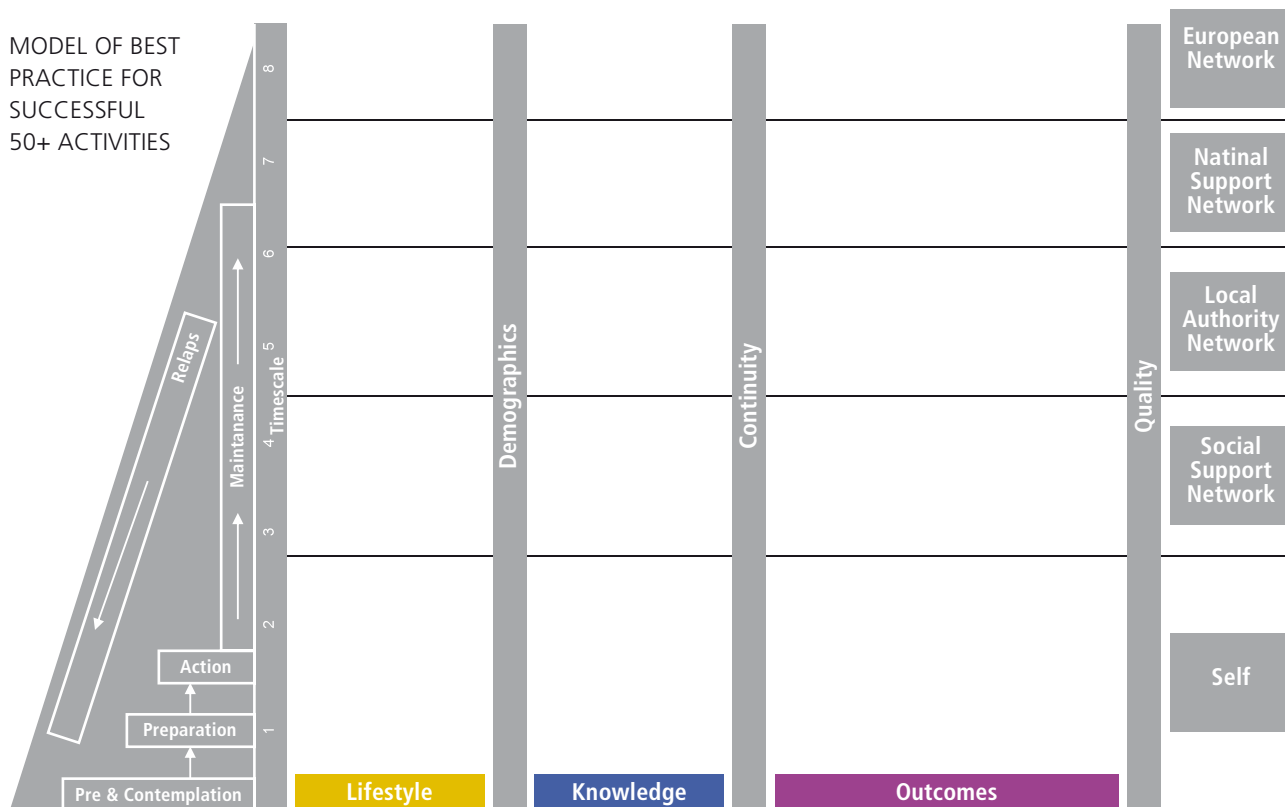 MODEL OF BEST
PRACTICE FOR
SUCCESSFUL
50+ ACTIVITIES
European
Network
Natinal
Support
Network
Local
Authority
Network
Social
Support
Network
Self
8
7
6
5
4
3
2
1
Timescale
Relaps
Maintanance
Action
Preparation
Pre & Contemplation
Demographics
Continuity
Quality
Lifestyle
Knowledge
Outcomes